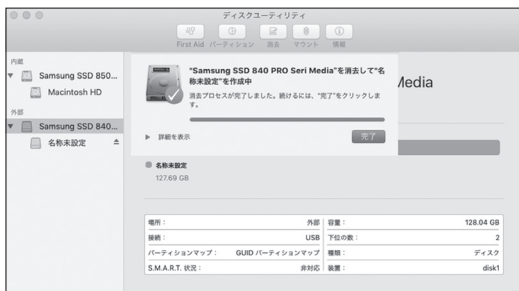 ディスクユーティリティ
First Aid パーティション 消去 マウント 情報
内蔵
Samsung SSD 850...
Macintosh HD
外部
Samsung SSD 840...
名称未設定
"Samsung SSD 840 PRO Seri Media"を消去して"名
称未設定"を作成中
消去プロセスが完了しました。続けるには、"完了"をクリックしま
す。
詳細を表示
完了
Media
名称未設定
127.69 GB
場所： 外部 容量： 128.04 GB
接続： USB 下位の数： 2
パーティションマップ： GUID パーティションマップ 種類： ディスク
S.M.A.R.T. 状況： 非対応 装置： disk1